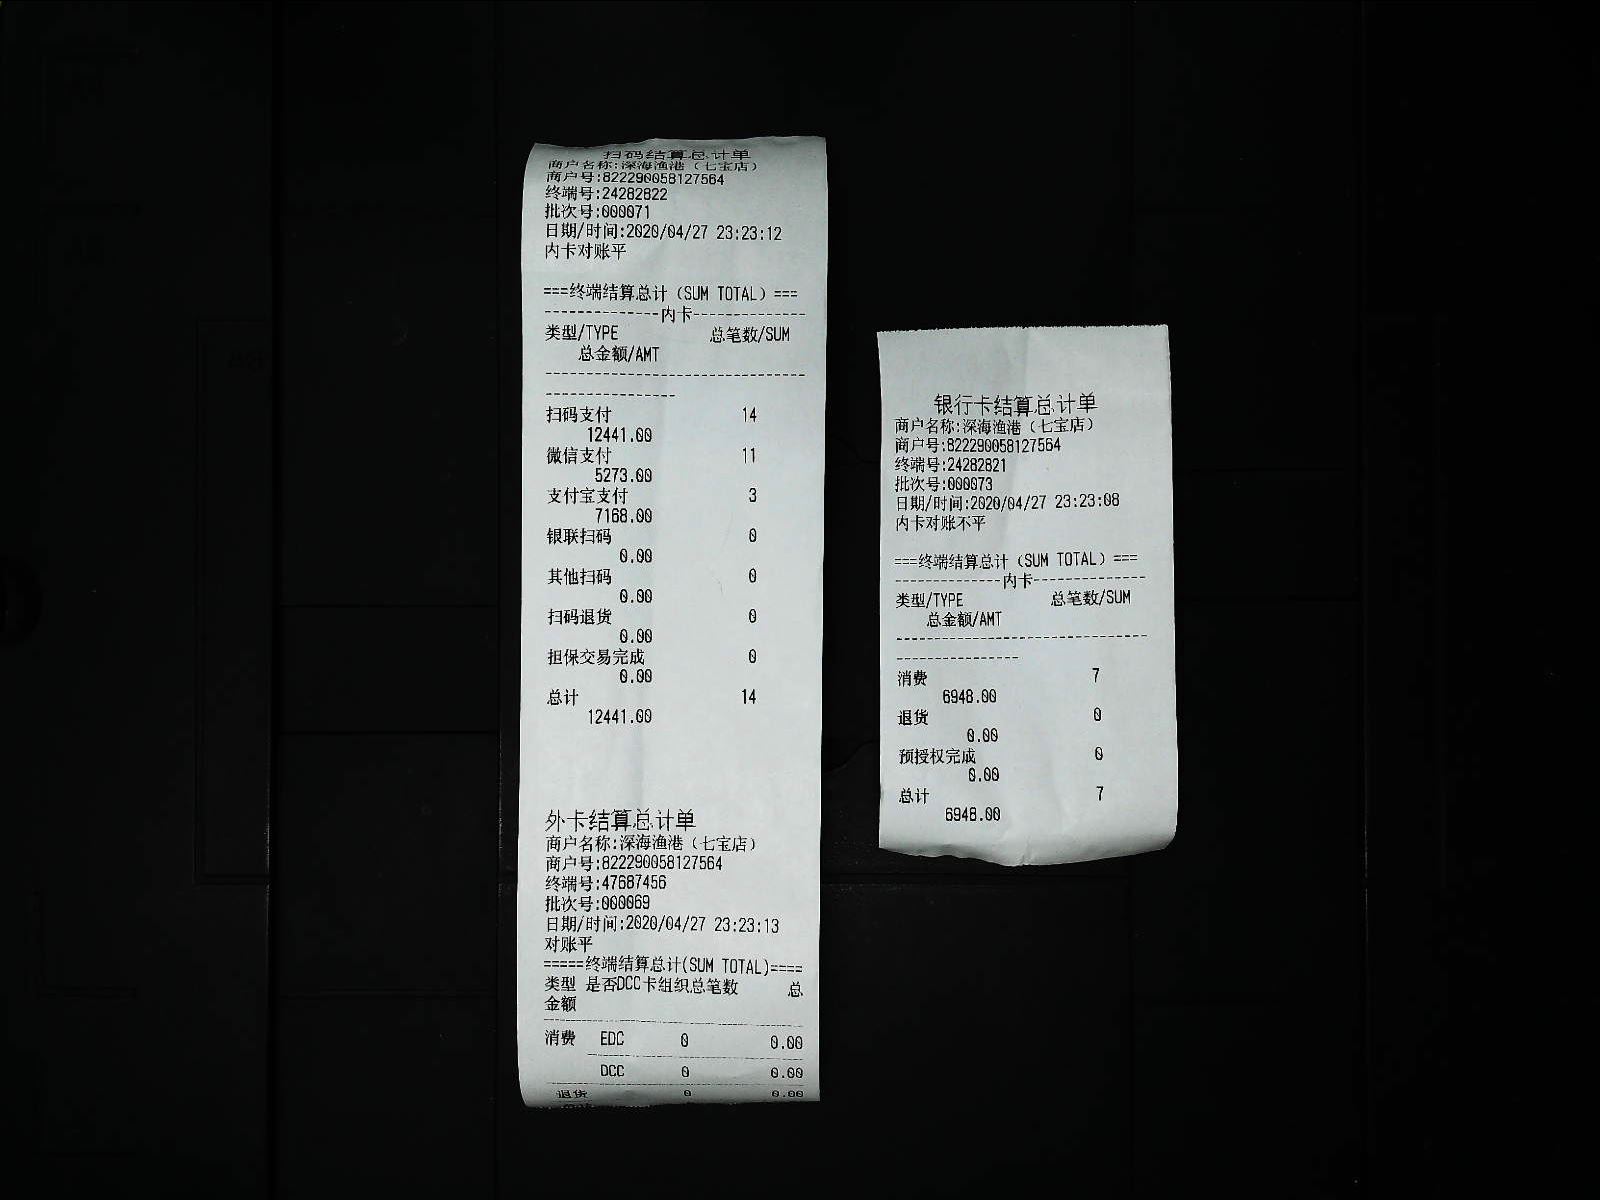 扫码结算总计单
商户名称:深海渔港（七宝店）
商户号:822290058127564
终端号:24282822
批次号:000071
日期/时间:2020/04/27 23:23:12
内卡对账平
===终端结算总计（SUM TOTAL）===
--------------内卡--------------
类型/TYPE 总笔数/SUM
总金额/AMT
--------------------------------
----------------
扫码支付 14
12441.00
微信支付 11
5273.00
支付宝支付 3
7168.00
银联扫码 0
0.00
其他扫码 0
0.00
扫码退货 0
0.00
担保交易完成 0
0.00
总计 14
12441.00
外卡结算总计单
商户名称:深海渔港（七宝店）
商户号:822290058127564
终端号:47687456
批次号:000069
日期/时间:2020/04/27 23:23:13
对账平
=====终端结算总计(SUM TOTAL)====
类型 是否DCC卡组织总笔数 总
金额
消费 EDC 0 0.00
DCC 0 0.00
退货 0 0.00
银行卡结算总计单
商户名称:深海渔港（七宝店）
商户号:822290058127564
终端号:24282821
批次号:000073
日期/时间:2020/04/27 23:23:08
内卡对账不平
===终端结算总计（SUM TOTAL）===
--------------内卡--------------
类型/TYPE 总笔数/SUM
总金额/AMT
--------------------------------
----------------
消费 7
6948.00
退货 0
0.00
预授权完成 0
0.00
总计 7
6948.00